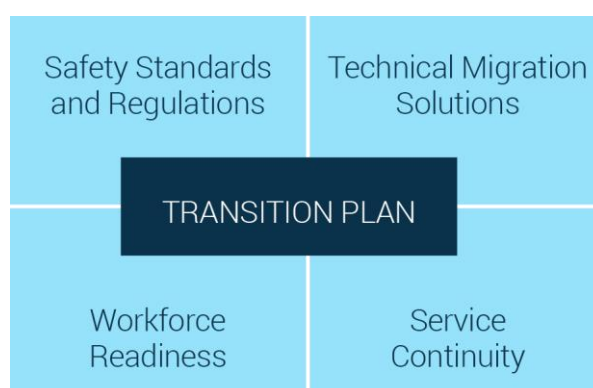 Safety Standards
and Regulations
Technical Migration
Solutions
TRANSITION PLAN
Workforce
Readiness
Service
Continuity